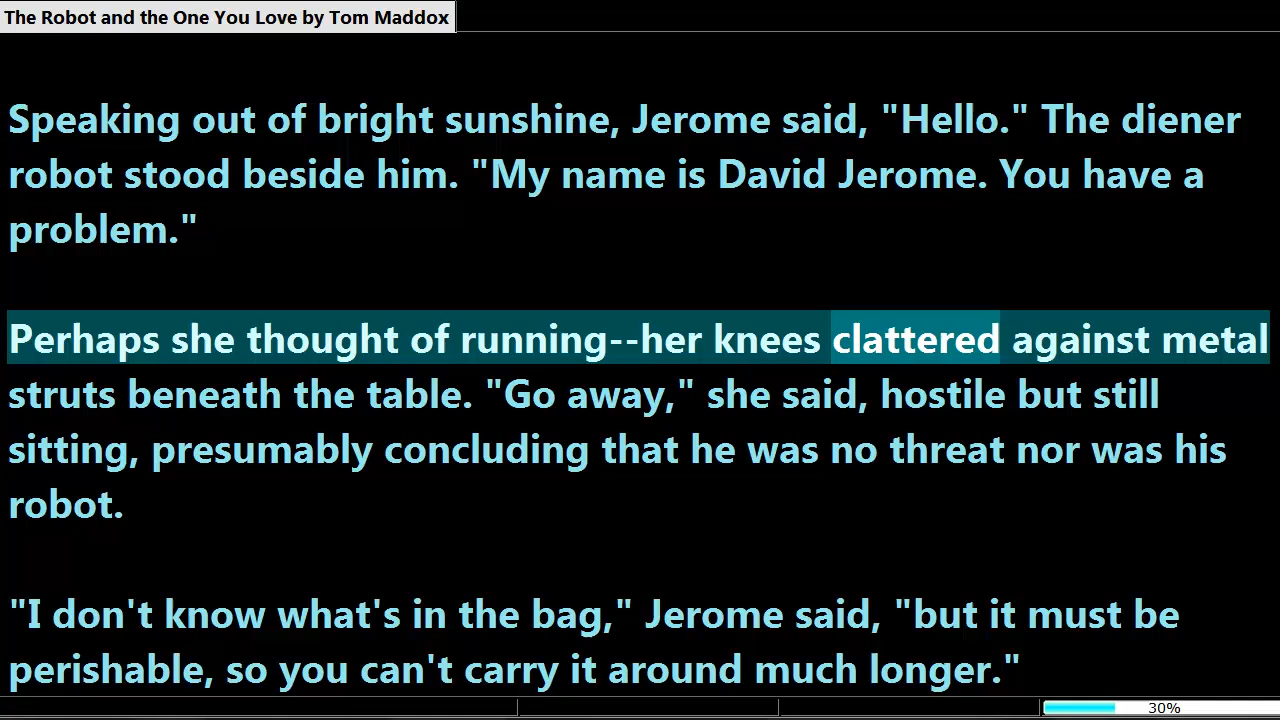 The Robot and the One You Love by Tom Maddox
Speaking out of bright sunshine, Jerome said, "Hello." The diener
robot stood beside him. "My name is David Jerome. You have a
problem."
Perhaps she thought of running--her knees clattered against metal
struts beneath the table. "Go away," she said, hostile but still
sitting, presumably concluding that he was no threat nor was his
robot.
"I don't know what's in the bag," Jerome said, "but it must be
perishable, so you can't carry it around much longer."
30%